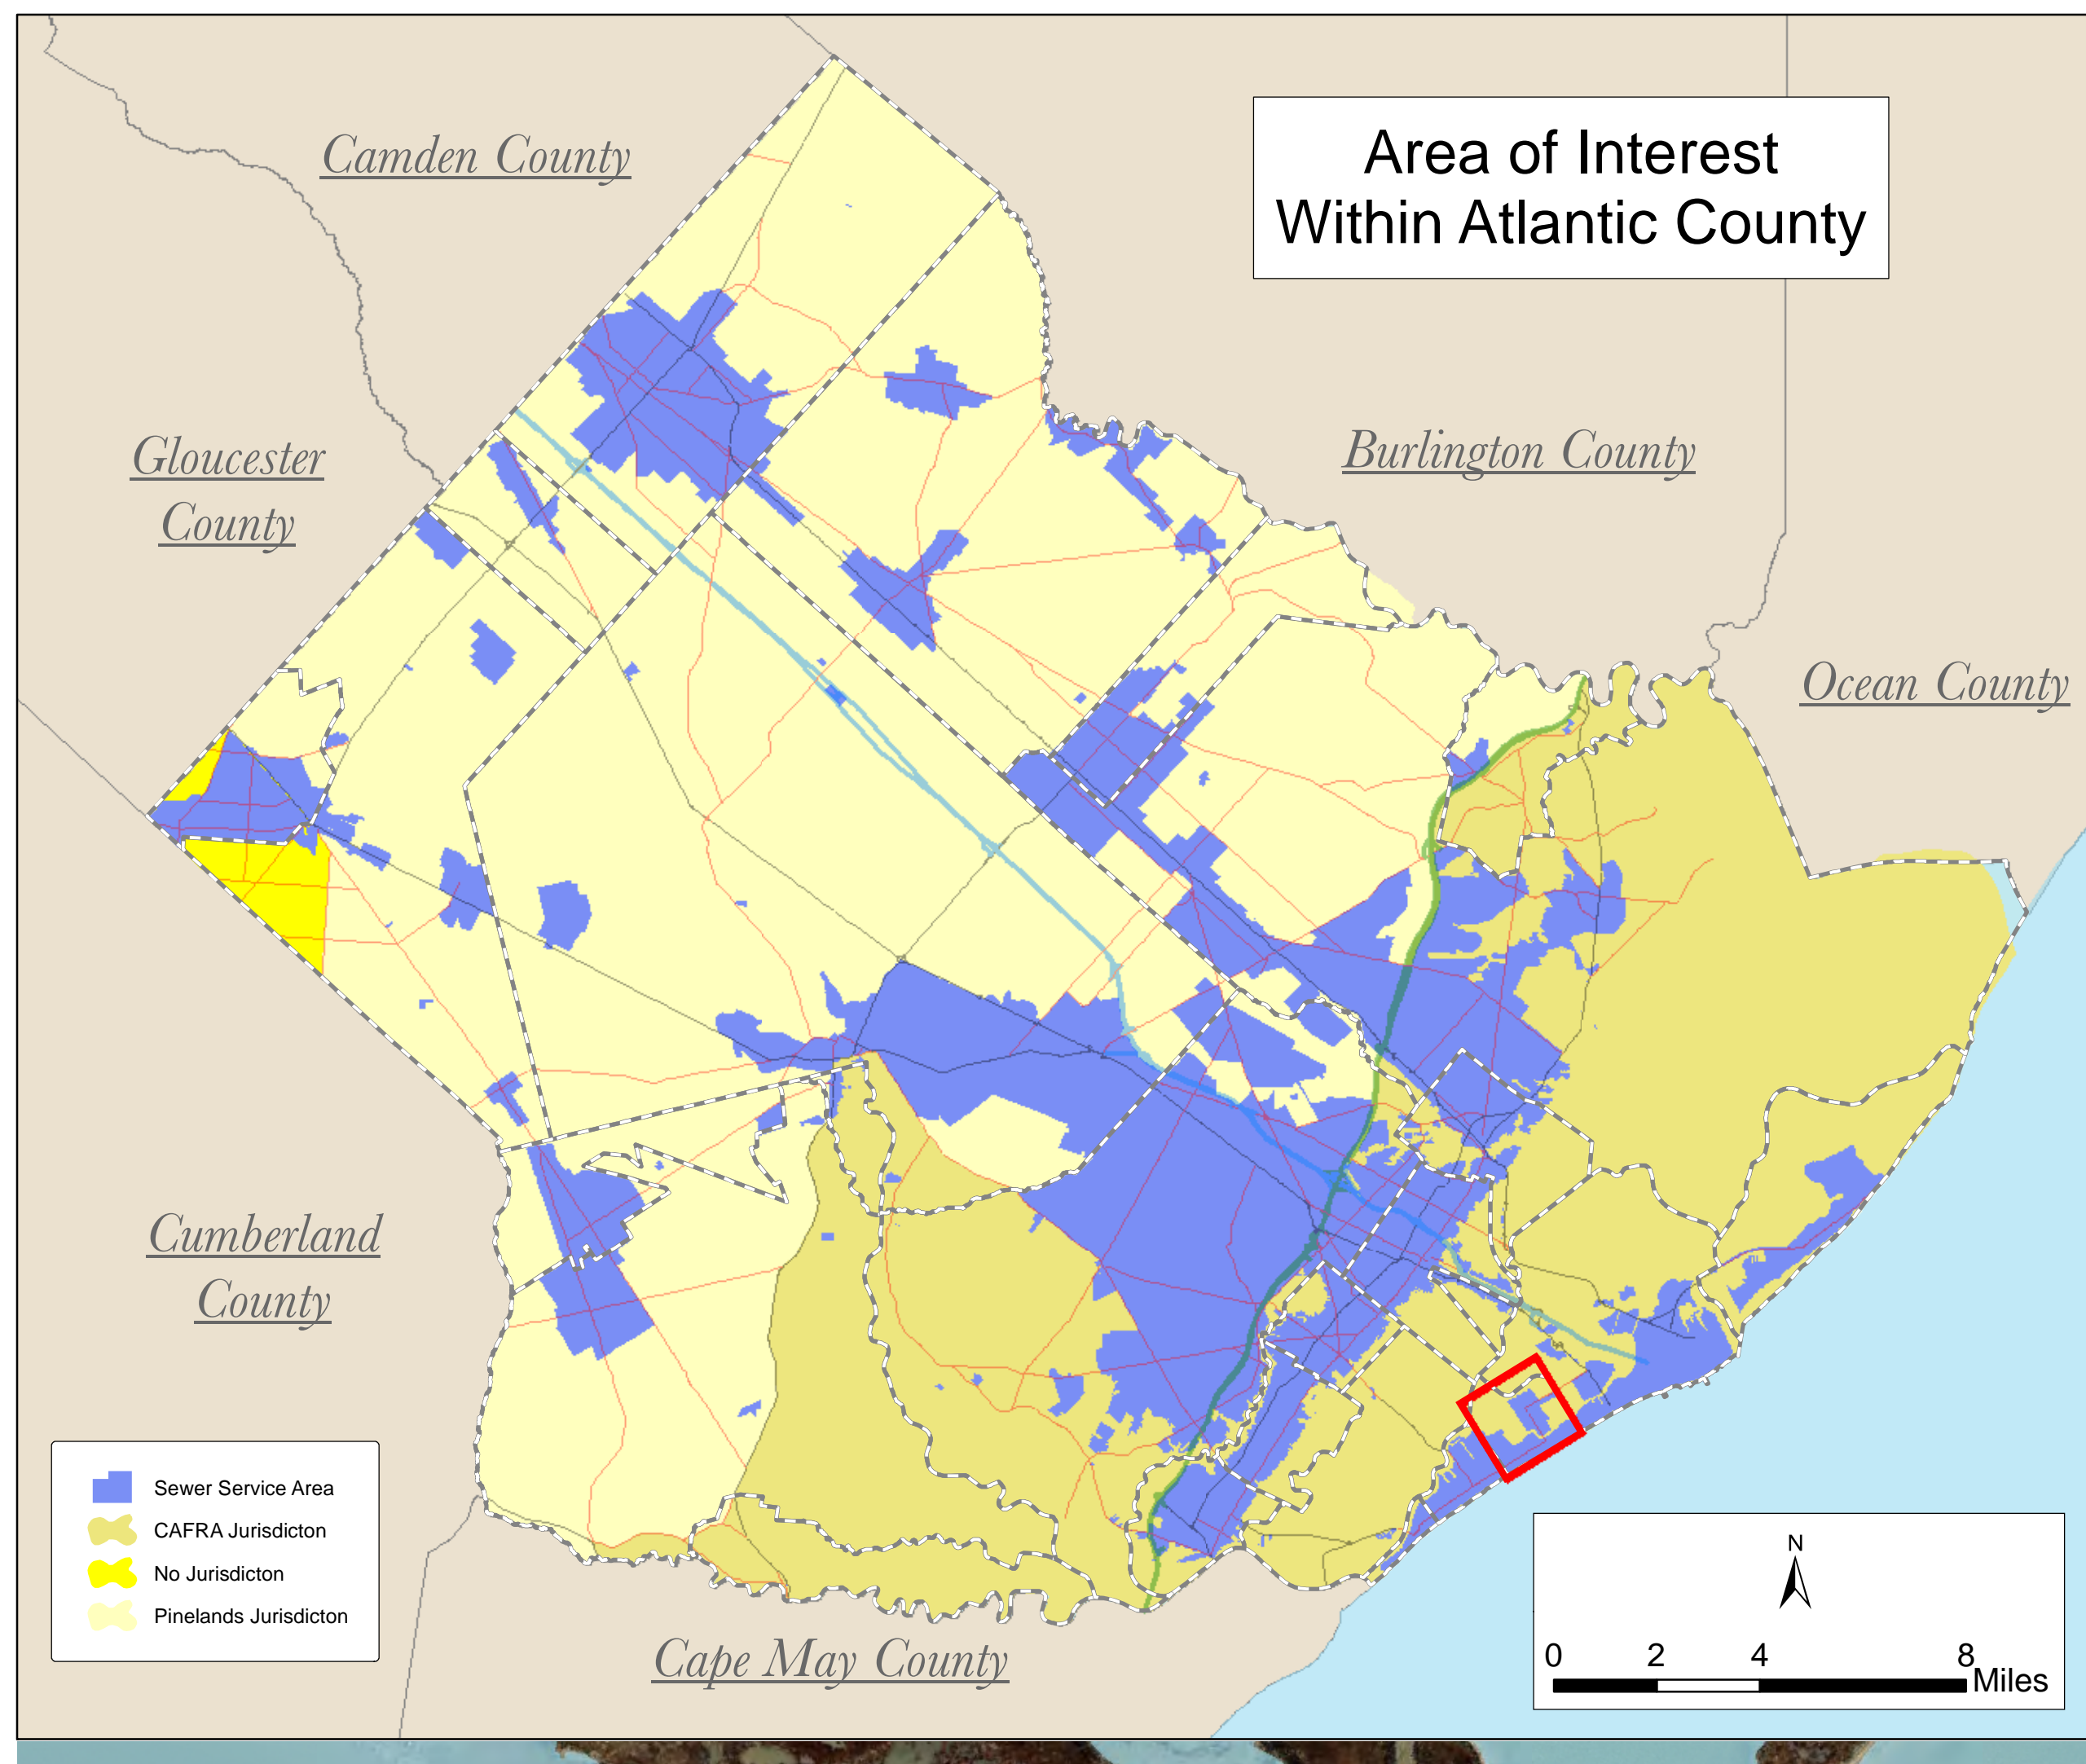 Area of Interest
Within Atlantic County
Camden County
Gloucester
County
Burlington County
Ocean County
Cumberland
County
Cape May County
Sewer Service Area
CAFRA Jurisdicton
No Jurisdicton
Pinelands Jurisdicton
N
0 2 4 8
Miles